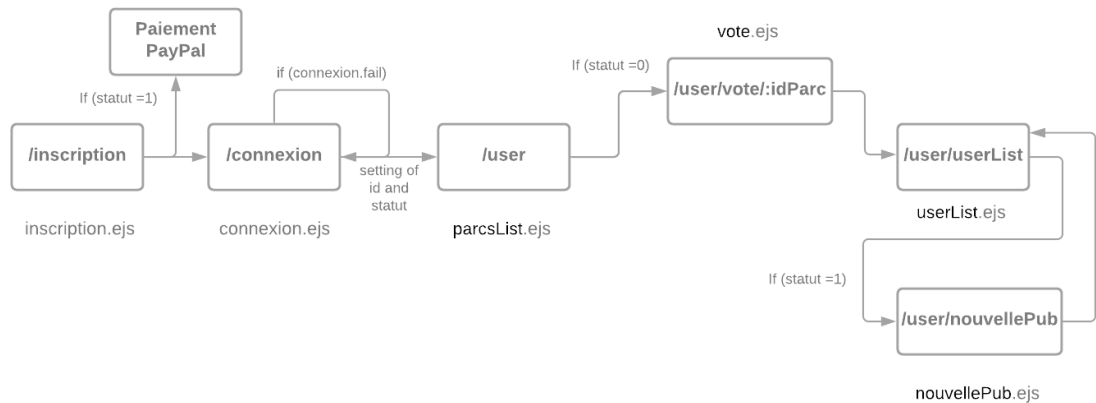 Paiement
PayPal
If (statut =1)
if (connexion.fail)
/inscription
inscription.ejs
/connexion
connexion.ejs
setting of
id and
statut
/user
parcsList.ejs
If (statut =0)
vote.ejs
/user/vote/:idParc
/user/userList
userList.ejs
If (statut =1)
/user/nouvellePub
nouvellePub.ejs